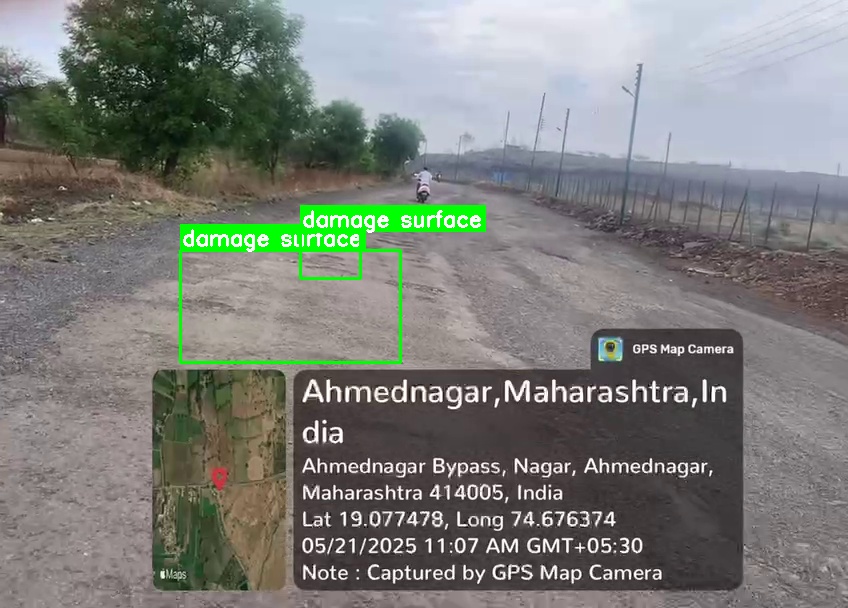 damage surface
damage surface
GPS Map Camera
Ahmednagar,Maharashtra,In
dia
Ahmednagar Bypass, Nagar, Ahmednagar,
Maharashtra 414005, India
Lat 19.077478, Long 74.676374
05/21/2025 11:07 AM GMT+05:30
Note : Captured by GPS Map Camera
Maps